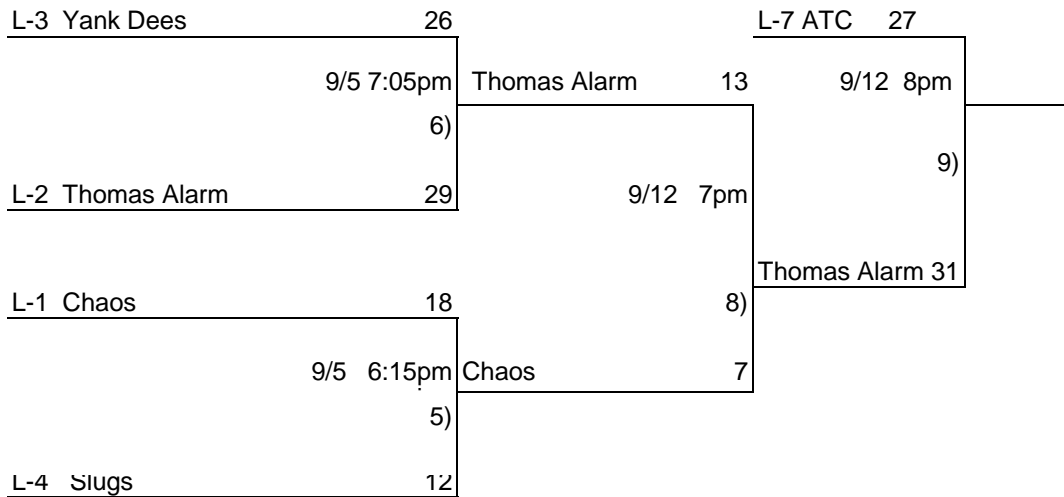 L-3 Yank Dees 26 L-7 ATC 27
9/5 7:05pm Thomas Alarm 13 9/12 8pm
6)
9)
L-2 Thomas Alarm 29 9/12 7pm
Thomas Alarm 31
L-1 Chaos 18 8)
9/5 6:15pm Chaos 7
5)
L-4 Slugs 12